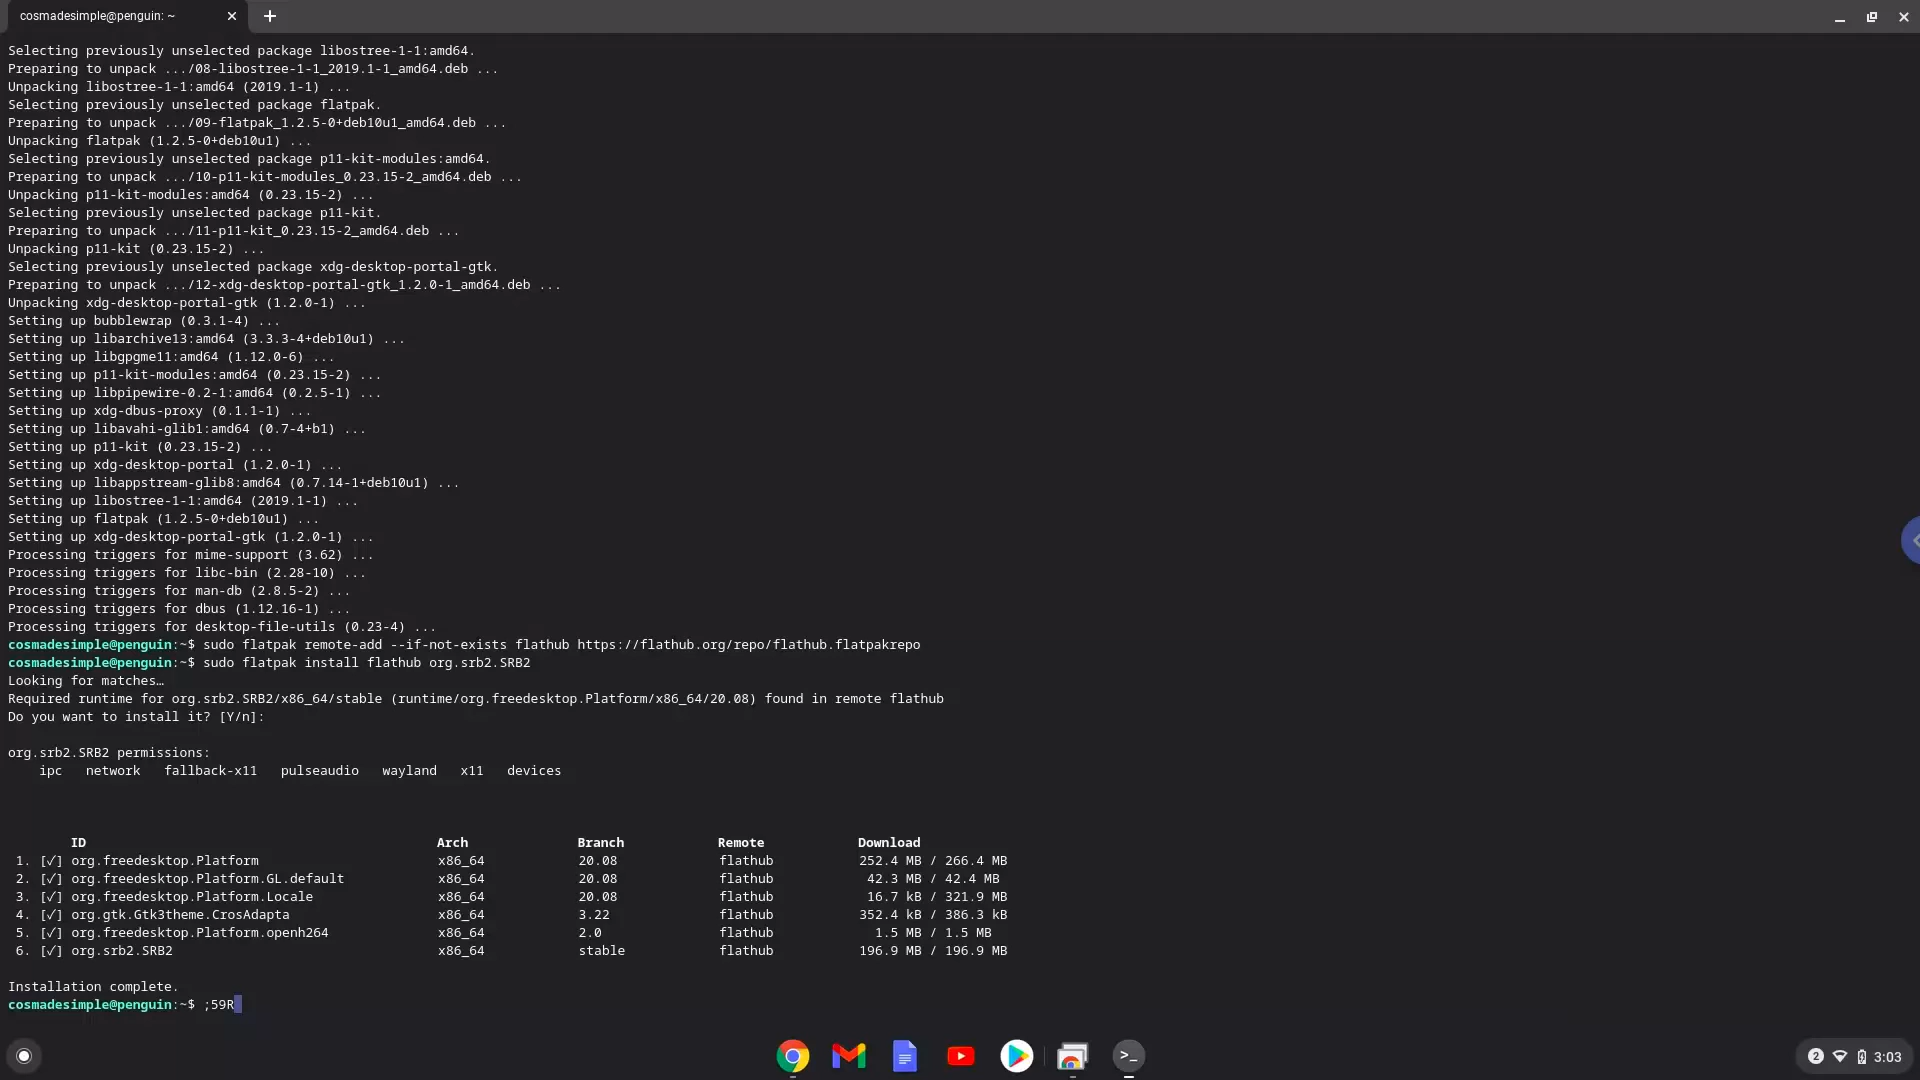 cosmadesimple@penguin: ~
Selecting previously unselected package libostree-1-1:amd64.
Preparing to unpack .../08-libostree-1-1_2019.1-1_amd64.deb ...
Unpacking libostree-1-1:amd64 (2019.1-1) ...
Selecting previously unselected package flatpak.
Preparing to unpack .../09-flatpak_1.2.5-0+deb10u1_amd64.deb ...
Unpacking flatpak (1.2.5-0+deb10u1) ...
Selecting previously unselected package p11-kit-modules:amd64.
Preparing to unpack .../10-p11-kit-modules_0.23.15-2_amd64.deb ...
Unpacking p11-kit-modules:amd64 (0.23.15-2) ...
Selecting previously unselected package p11-kit.
Preparing to unpack .../11-p11-kit_0.23.15-2_amd64.deb ...
Unpacking p11-kit (0.23.15-2) ...
Selecting previously unselected package xdg-desktop-portal-gtk.
Preparing to unpack .../12-xdg-desktop-portal-gtk_1.2.0-1_amd64.deb ...
Unpacking xdg-desktop-portal-gtk (1.2.0-1) ...
Setting up bubblewrap (0.3.1-4) ...
Setting up libarchive13:amd64 (3.3.3-4+deb10u1) ...
Setting up libgpgme11:amd64 (1.12.0-6) ...
Setting up p11-kit-modules:amd64 (0.23.15-2) ...
Setting up libpipewire-0.2-1:amd64 (0.2.5-1) ...
Setting up xdg-dbus-proxy (0.1.1-1) ...
Setting up libavahi-glib1:amd64 (0.7-4+b1) ...
Setting up p11-kit (0.23.15-2) ...
Setting up xdg-desktop-portal (1.2.0-1) ...
Setting up libappstream-glib8:amd64 (0.7.14-1+deb10u1) ...
Setting up libostree-1-1:amd64 (2019.1-1) ...
Setting up flatpak (1.2.5-0+deb10u1) ...
Setting up xdg-desktop-portal-gtk (1.2.0-1) ...
Processing triggers for mime-support (3.62) ...
Processing triggers for libc-bin (2.28-10) ...
Processing triggers for man-db (2.8.5-2) ...
Processing triggers for dbus (1.12.16-1) ...
Processing triggers for desktop-file-utils (0.23-4) ...
cosmadesimple@penguin:~$ sudo flatpak remote-add --if-not-exists flathub https://flathub.org/repo/flathub.flatpakrepo
cosmadesimple@penguin:~$ sudo flatpak install flathub org.srb2.SRB2
Looking for matches…
Required runtime for org.srb2.SRB2/x86_64/stable (runtime/org.freedesktop.Platform/x86_64/20.08) found in remote flathub
Do you want to install it? [Y/n]:
org.srb2.SRB2 permissions:
ipc network fallback-x11 pulseaudio wayland x11 devices
ID Arch Branch Remote Download
1. [✓] org.freedesktop.Platform x86_64 20.08 flathub 252.4 MB / 266.4 MB
2. [✓] org.freedesktop.Platform.GL.default x86_64 20.08 flathub 42.3 MB / 42.4 MB
3. [✓] org.freedesktop.Platform.Locale x86_64 20.08 flathub 16.7 kB / 321.9 MB
4. [✓] org.gtk.Gtk3theme.CrosAdapta x86_64 3.22 flathub 352.4 kB / 386.3 kB
5. [✓] org.freedesktop.Platform.openh264 x86_64 2.0 flathub 1.5 MB / 1.5 MB
6. [✓] org.srb2.SRB2 x86_64 stable flathub 196.9 MB / 196.9 MB
Installation complete.
cosmadesimple@penguin:~$ ;59R
2 3:03